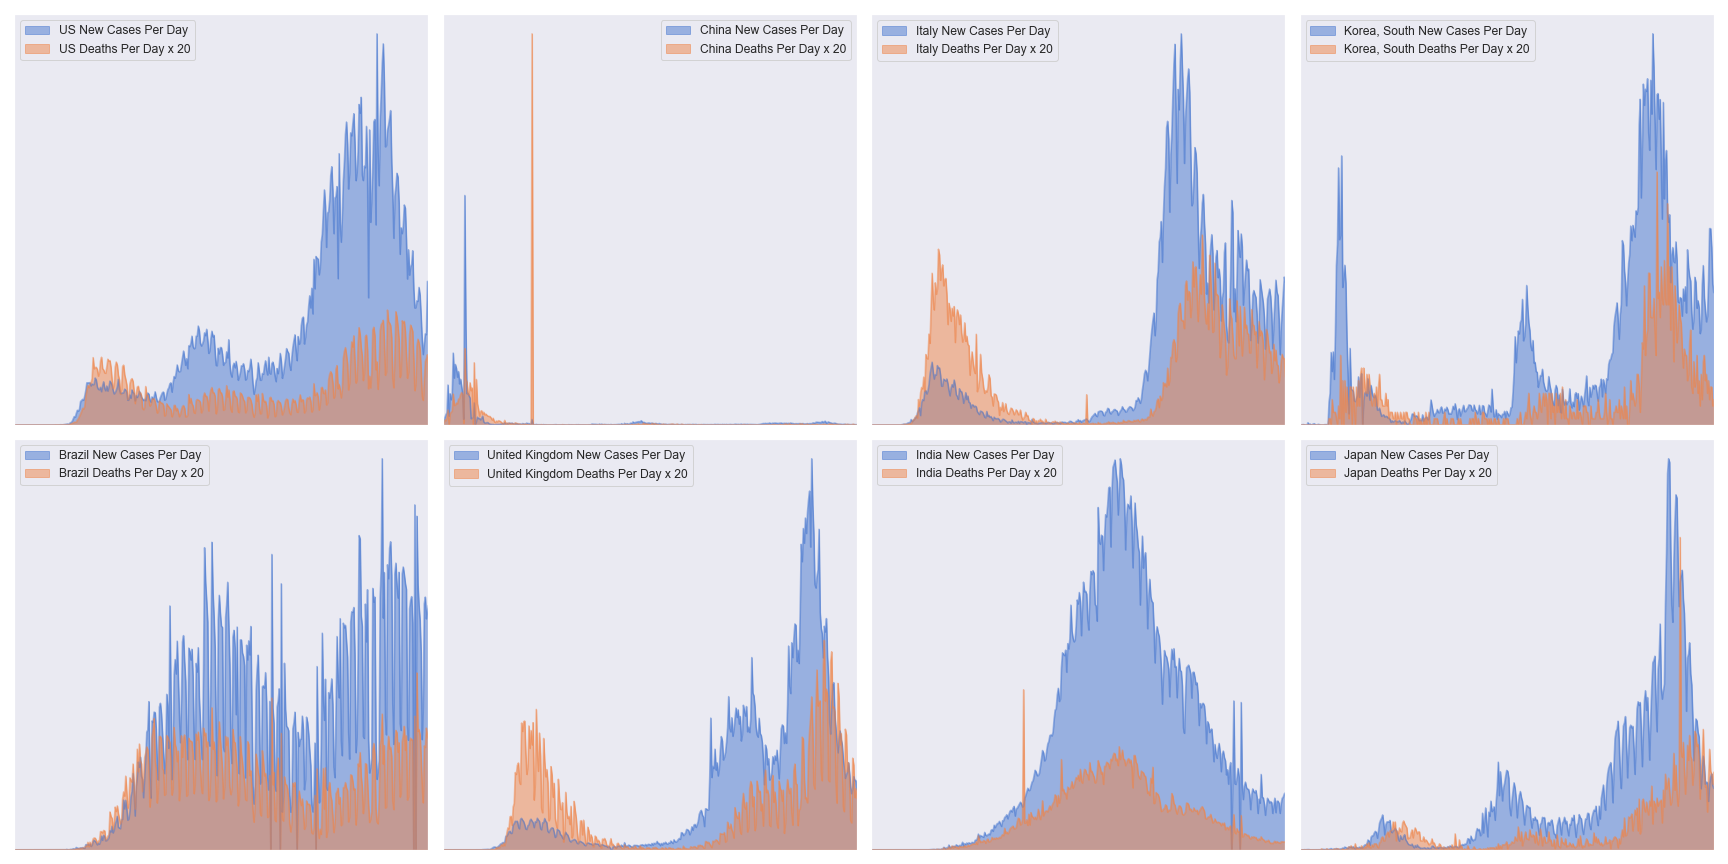 US New Cases Per Day
US Deaths Per Day x 20
China New Cases Per Day
China Deaths Per Day x 20
Italy New Cases Per Day
Italy Deaths Per Day x 20
Korea, South New Cases Per Day
Korea, South Deaths Per Day x 20
Brazil New Cases Per Day
Brazil Deaths Per Day x 20
United Kingdom New Cases Per Day
United Kingdom Deaths Per Day x 20
India New Cases Per Day
India Deaths Per Day x 20
Japan New Cases Per Day
Japan Deaths Per Day x 20